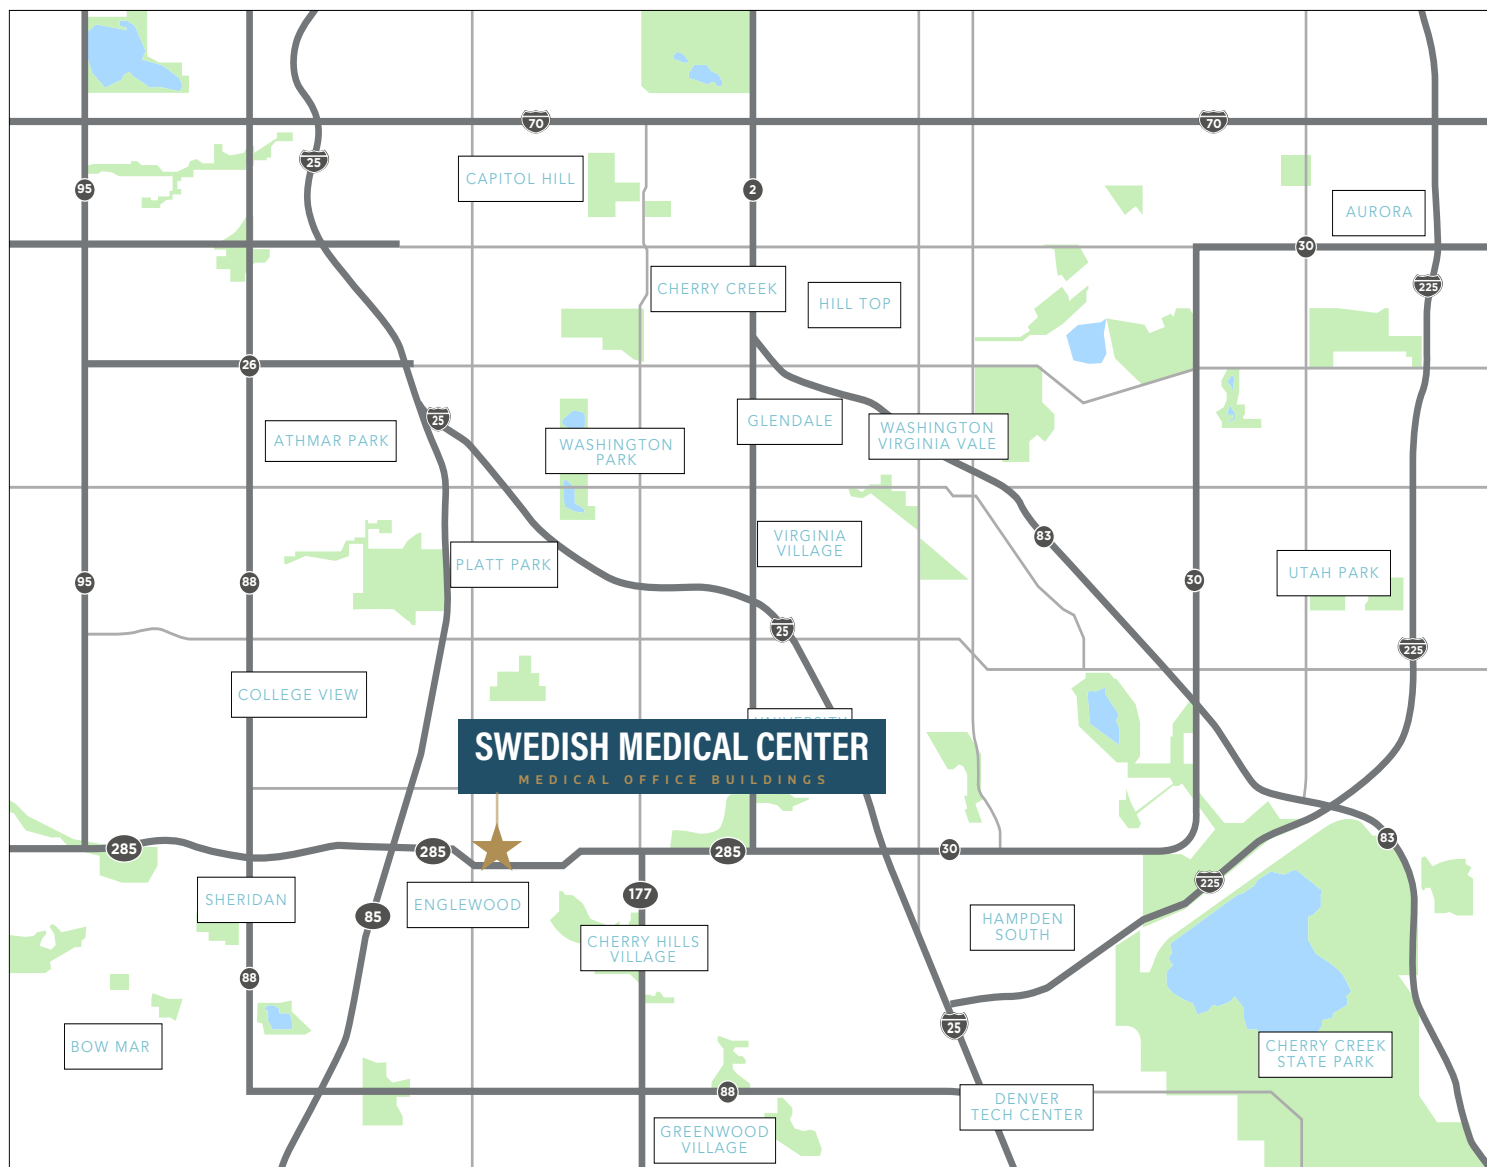 70
70
25
CAPITOL HILL
95
2
AURORA
30
225
CHERRY CREEK
HILL TOP
26
25
GLENDALE
ATHMAR PARK
WASHINGTON
PARK
WASHINGTON
VIRGINIA VALE
83
VIRGINIA
VILLAGE
PLATT PARK
UTAH PARK
95
88
30
25
225
COLLEGE VIEW
UNIVERSITY
SWEDISH MEDICAL CENTER
MEDICAL OFFICE BUILDINGS
285
285
285
30
83
225
177
SHERIDAN
ENGLEWOOD
85
HAMPDEN
SOUTH
CHERRY HILLS
VILLAGE
88
25
BOW MAR
CHERRY CREEK
STATE PARK
88
DENVER
TECH CENTER
GREENWOOD
VILLAGE